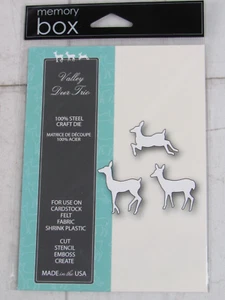 memory
box
Valley
Deer Trio
100% STEEL
CRAFT DIE
MATRICE DE DÉCOUPE
100% ACIER
FOR USE ON
CARDSTOCK
FELT
FABRIC
SHRINK PLASTIC
CUT
STENCIL
EMBOSS
CREATE
MADE in the USA